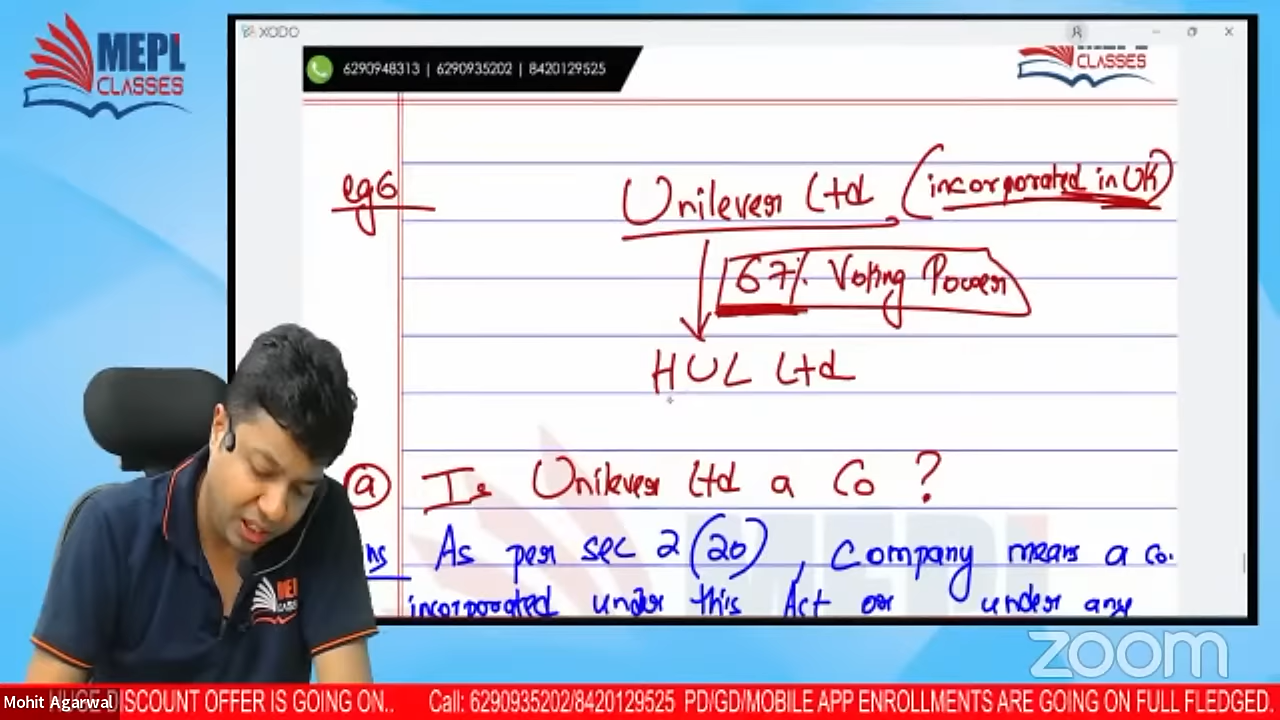 MEPL
CLASSES
XODO
6290948313 | 6290935202 | 8420129525
CLASSES
eg6
Unilever Ltd (incorporated in UK)
67% Voting Power
HUL Ltd
(a) Is Unilever Ltd a Co ?
As per sec 2(20), Company means a co.
incorporated under this Act or under any
MEPL
CLASSES
zoom
Mohit Agarwal
HUGE DISCOUNT OFFER IS GOING ON.. Call: 6290935202/8420129525 PD/GD/MOBILE APP ENROLLMENTS ARE GOING ON FULL FLEDGED.